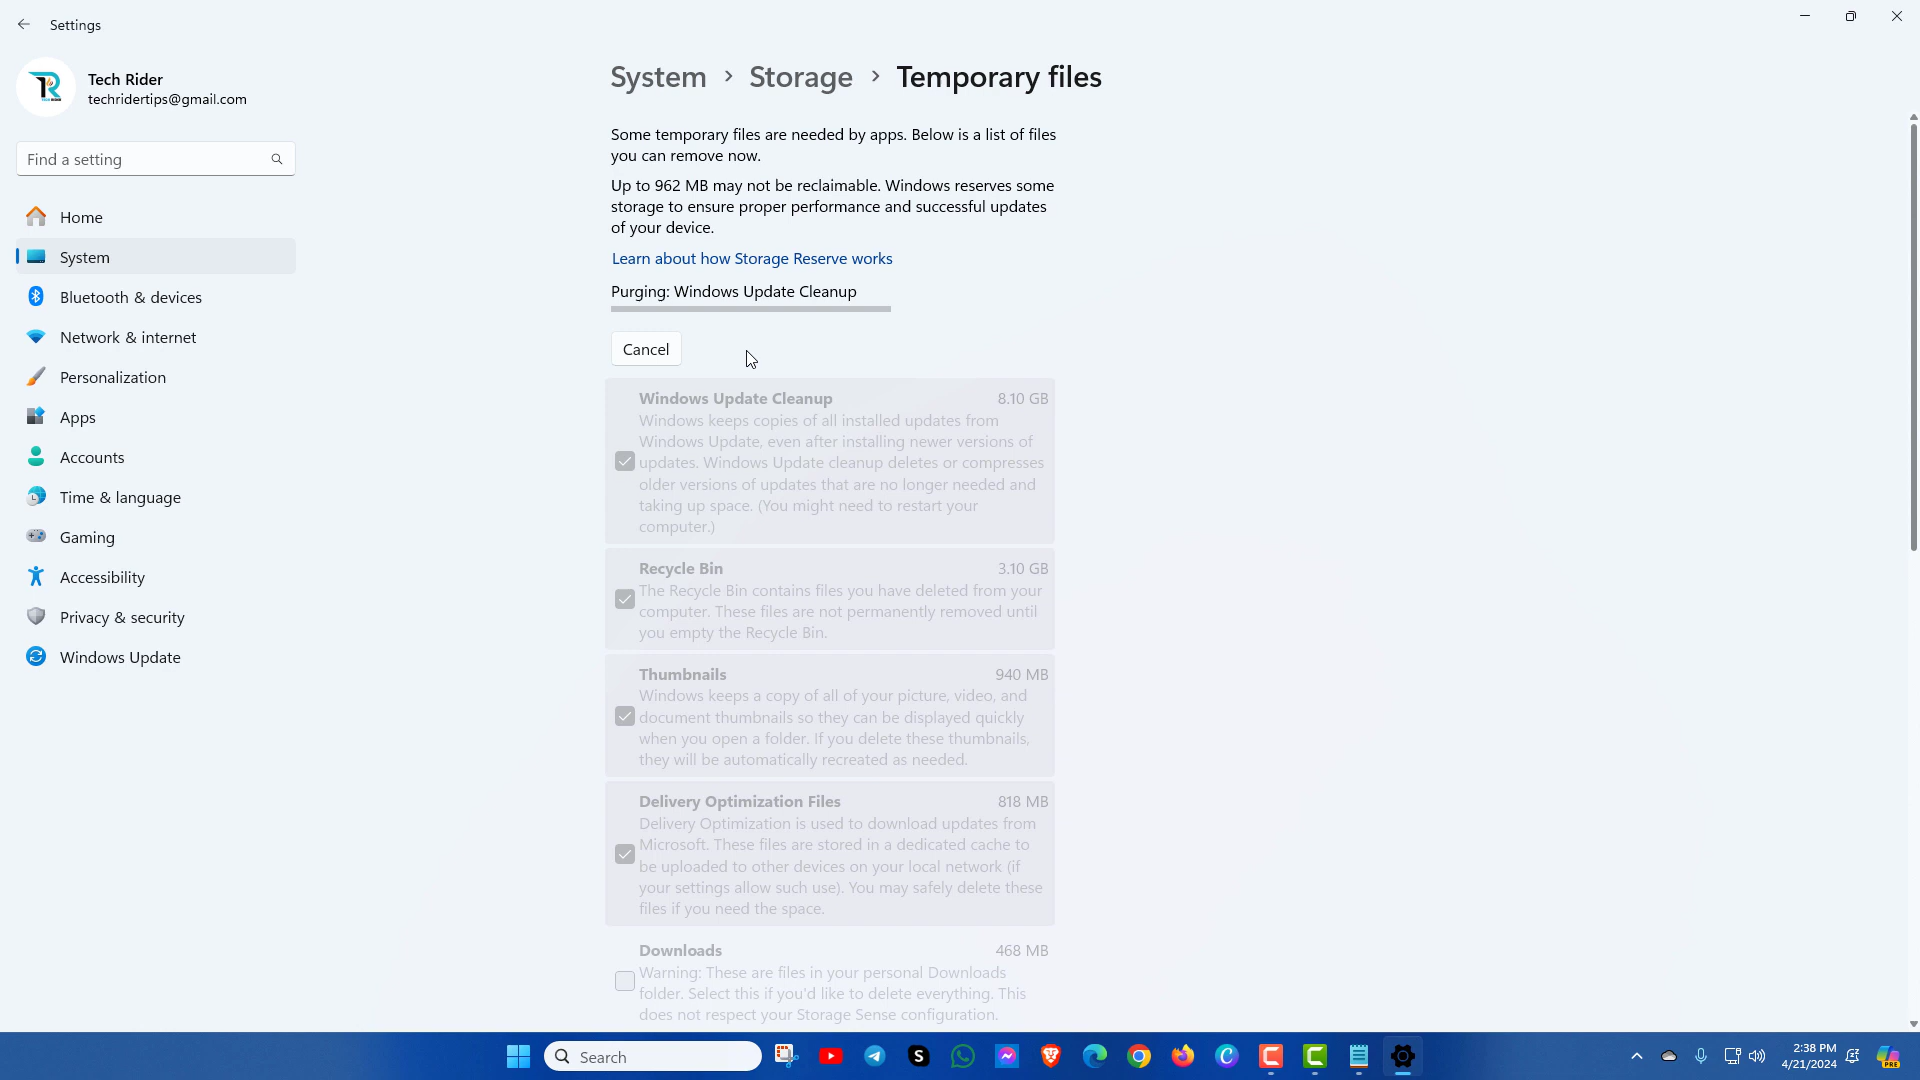 Settings
Tech Rider
techridertips@gmail.com
Find a setting
Home
System
Bluetooth & devices
Network & internet
Personalization
Apps
Accounts
Time & language
Gaming
Accessibility
Privacy & security
Windows Update
System > Storage > Temporary files
Some temporary files are needed by apps. Below is a list of files
you can remove now.
Up to 962 MB may not be reclaimable. Windows reserves some
storage to ensure proper performance and successful updates
of your device.
Learn about how Storage Reserve works
Purging: Windows Update Cleanup
Cancel
Windows Update Cleanup 8.10 GB
Windows keeps copies of all installed updates from
Windows Update, even after installing newer versions of
updates. Windows Update cleanup deletes or compresses
older versions of updates that are no longer needed and
taking up space. (You might need to restart your
computer.)
Recycle Bin 3.10 GB
The Recycle Bin contains files you have deleted from your
computer. These files are not permanently removed until
you empty the Recycle Bin.
Thumbnails 940 MB
Windows keeps a copy of all of your picture, video, and
document thumbnails so they can be displayed quickly
when you open a folder. If you delete these thumbnails,
they will be automatically recreated as needed.
Delivery Optimization Files 818 MB
Delivery Optimization is used to download updates from
Microsoft. These files are stored in a dedicated cache to
be uploaded to other devices on your local network (if
your settings allow such use). You may safely delete these
files if you need the space.
Downloads 468 MB
Warning: These are files in your personal Downloads
folder. Select this if you'd like to delete everything. This
does not respect your Storage Sense configuration.
Search
2:38 PM
4/21/2024
PRE